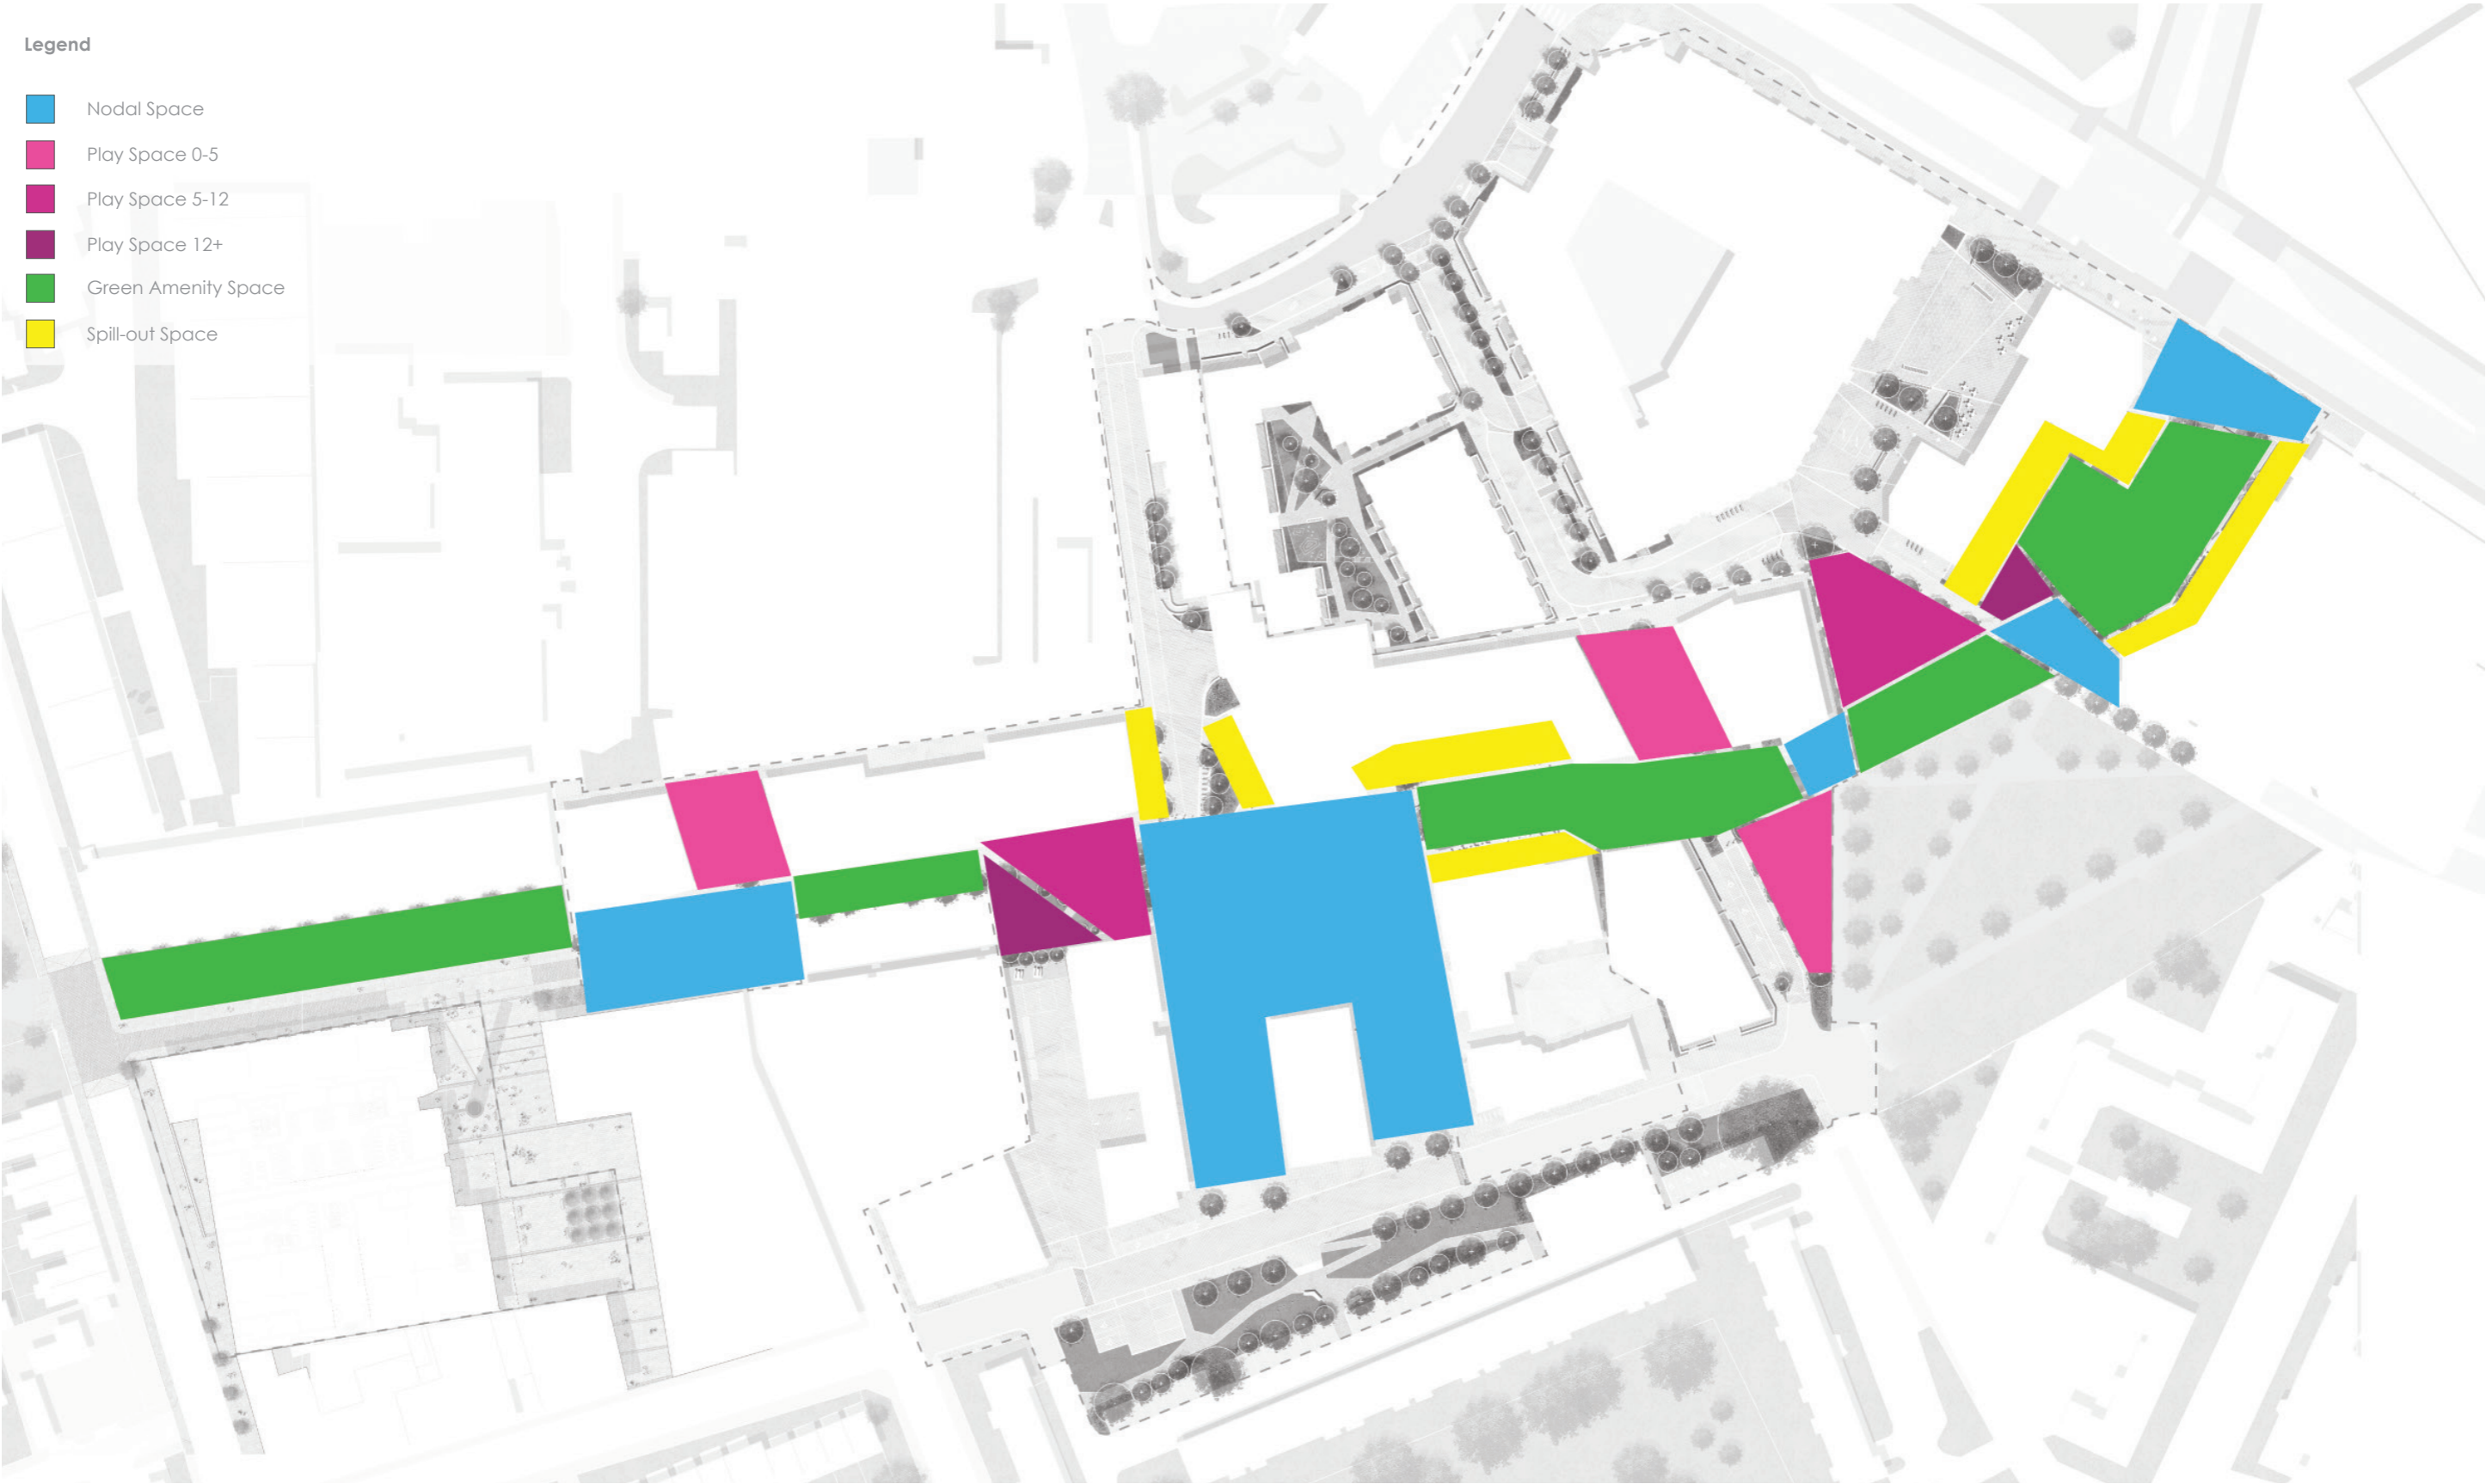 Legend
Nodal Space
Play Space 0-5
Play Space 5-12
Play Space 12+
Green Amenity Space
Spill-out Space